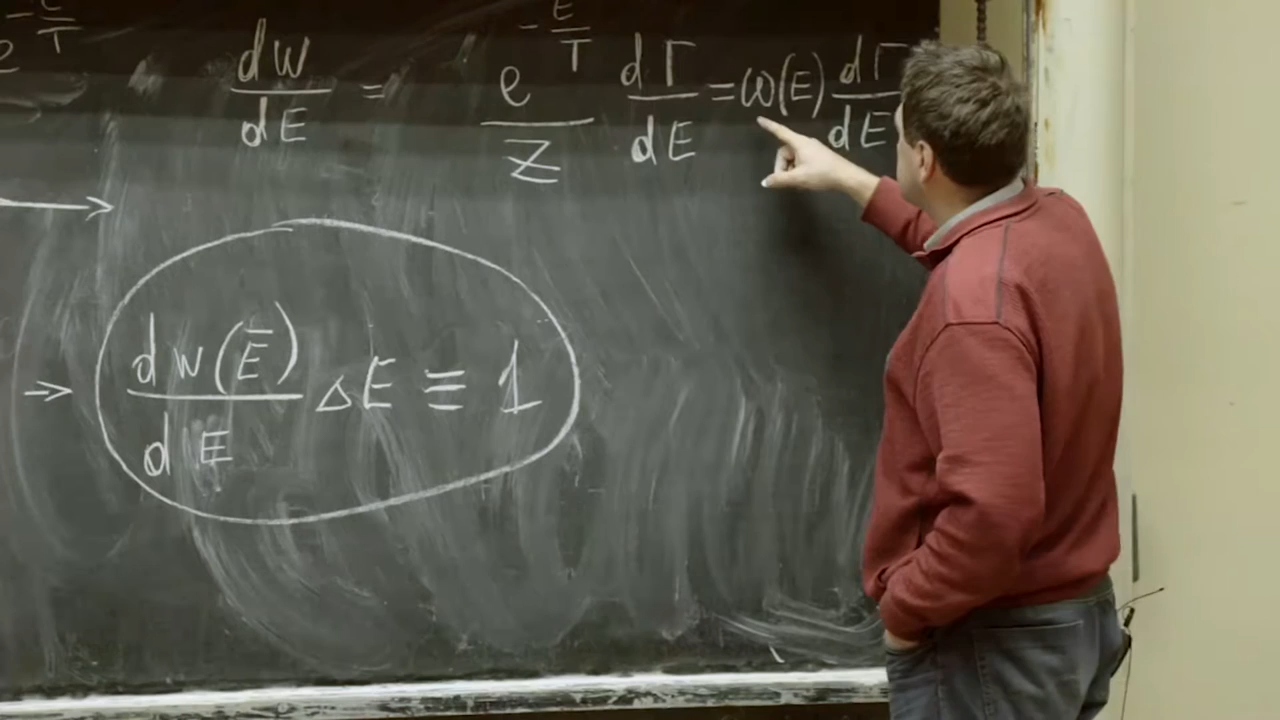 e^{-E/T} dw/dE = e^{-E/T}/Z dΓ/dE = ω(E) dΓ/dE
→
→ dw(Ē)/dE ΔE ≡ 1